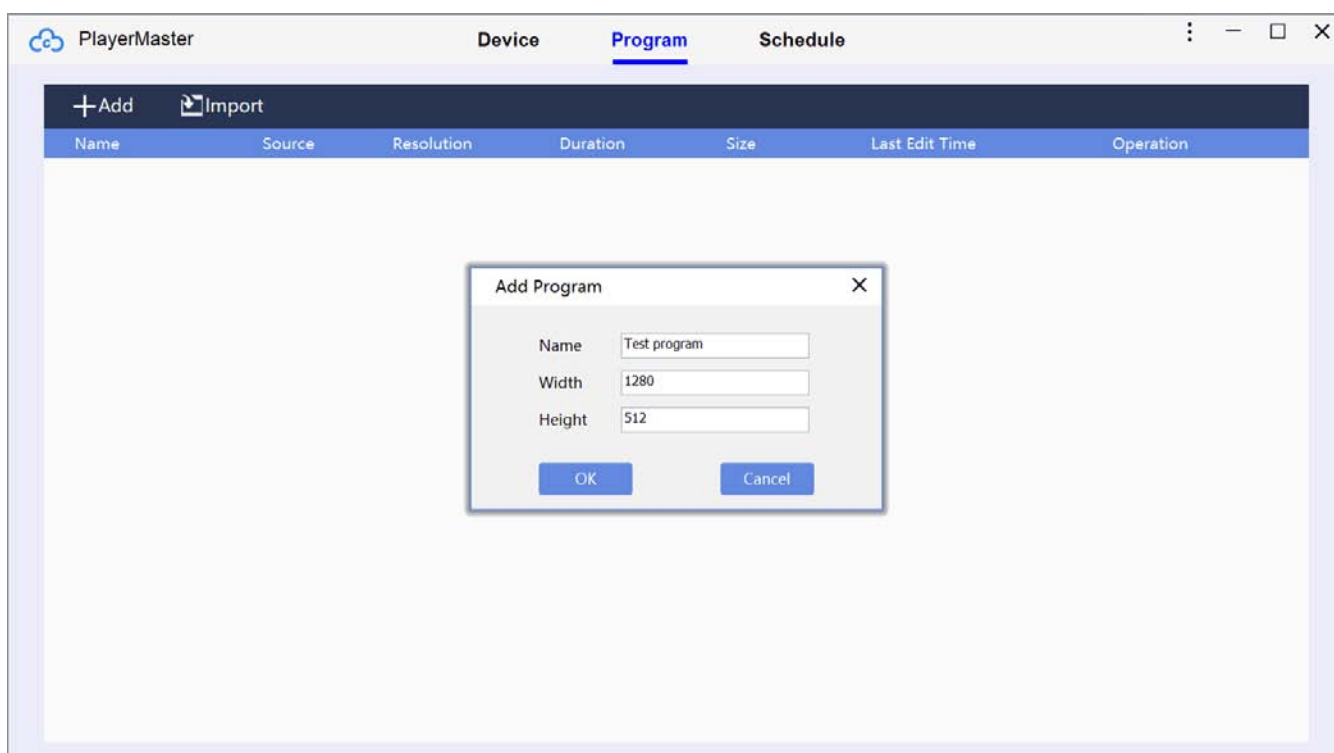 PlayerMaster Device Program Schedule
Add Import
Name Source Resolution Duration Size Last Edit Time Operation
Add Program
Name Test program
Width 1280
Height 512
OK Cancel